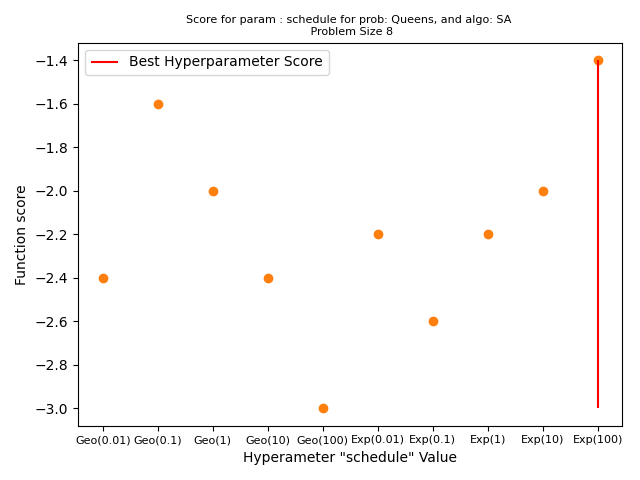 Score for param : schedule for prob: Queens, and algo: SA
Problem Size 8
Best Hyperparameter Score
Function score
−1.4
−1.6
−1.8
−2.0
−2.2
−2.4
−2.6
−2.8
−3.0
Geo(0.01) Geo(0.1) Geo(1) Geo(10) Geo(100) Exp(0.01) Exp(0.1) Exp(1) Exp(10) Exp(100)
Hyperameter "schedule" Value